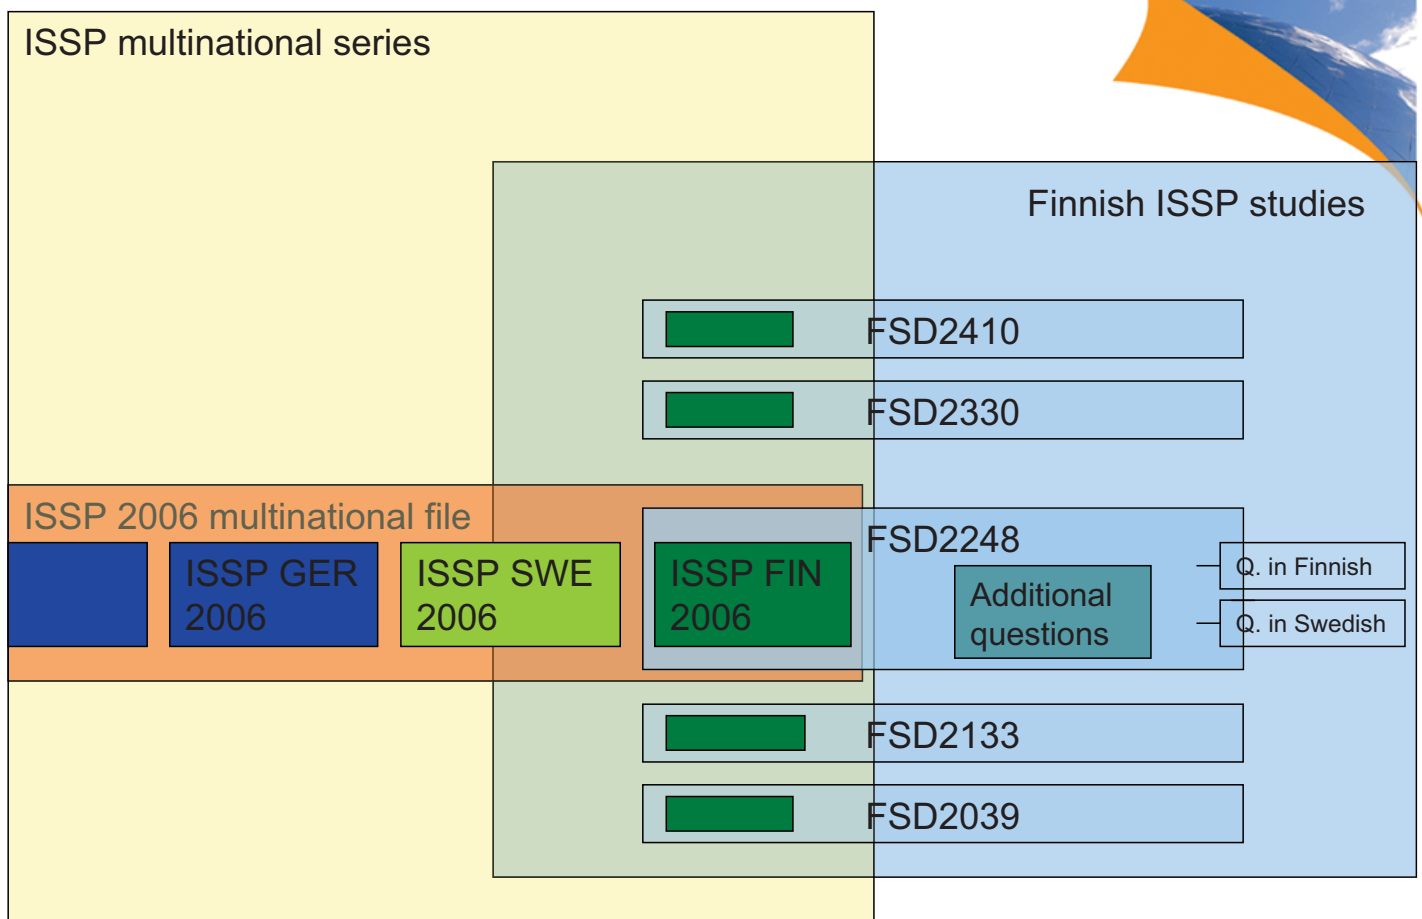 ISSP multinational series
Finnish ISSP studies
FSD2410
FSD2330
ISSP 2006 multinational file
FSD2248
ISSP GER
2006
ISSP SWE
2006
ISSP FIN
2006
Additional
questions
Q. in Finnish
Q. in Swedish
FSD2133
FSD2039